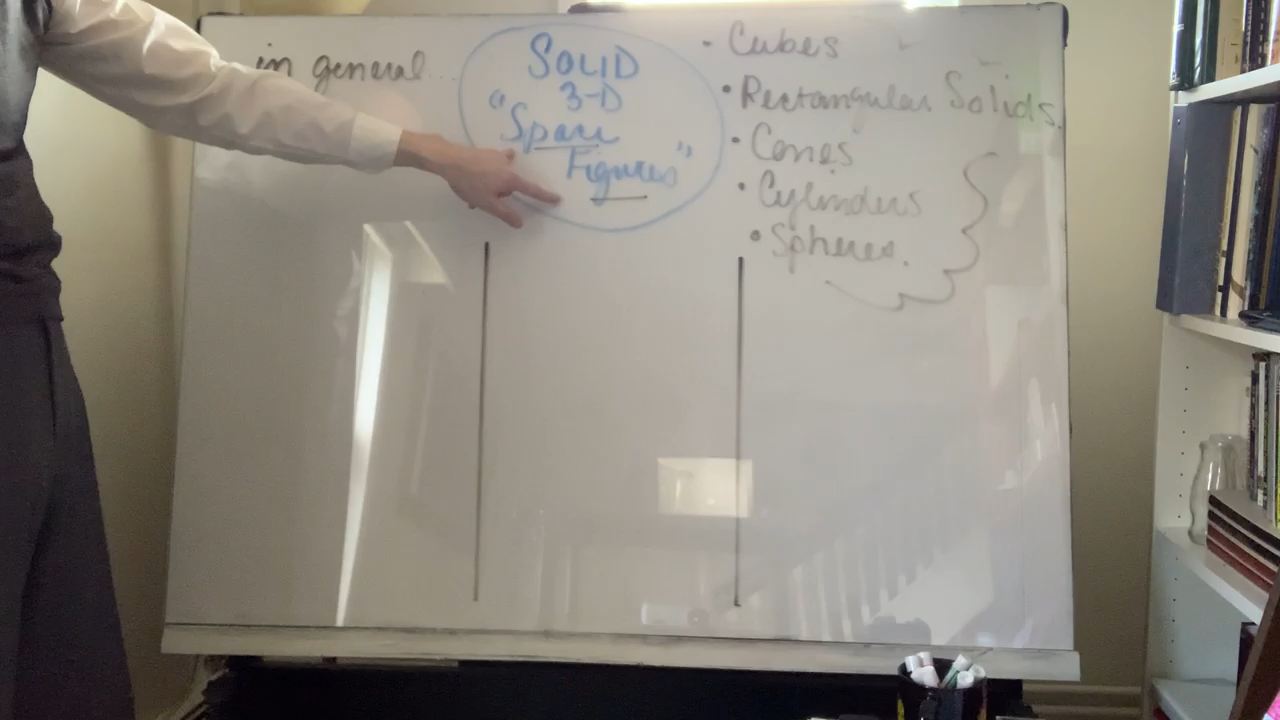 in general...
SOLID
3-D
"Space
Figures"
• Cubes
• Rectangular Solids.
• Cones
• Cylinders
• Spheres.